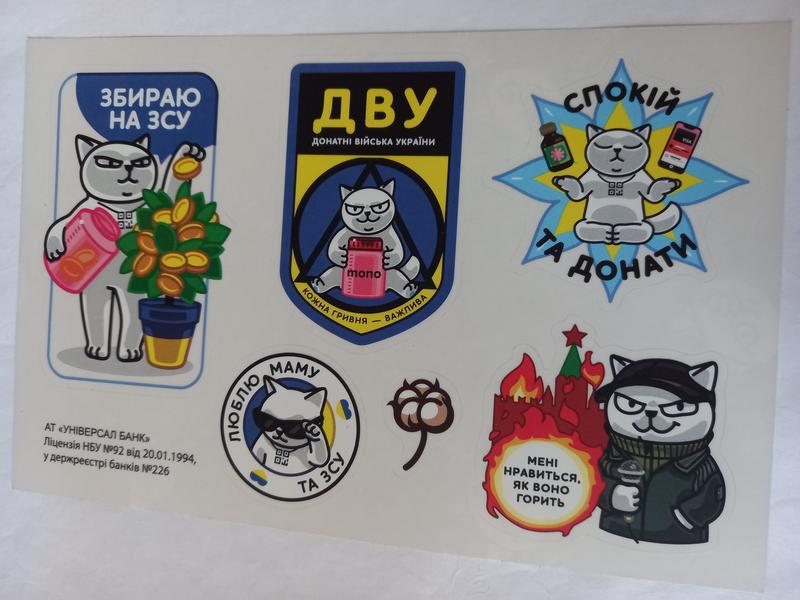 ЗБИРАЮ
НА ЗСУ
ДВУ
ДОНАТНІ ВІЙСЬКА УКРАЇНИ
mono
КОЖНА ГРИВНЯ — ВАЖЛИВА
СПОКІЙ
VISA
ТА ДОНАТИ
АТ «УНІВЕРСАЛ БАНК»
Ліцензія НБУ №92 від 20.01.1994,
у держреєстрі банків №226
ЛЮБЛЮ МАМУ
ТА ЗСУ
МЕНІ
НРАВИТЬСЯ,
ЯК ВОНО
ГОРИТЬ